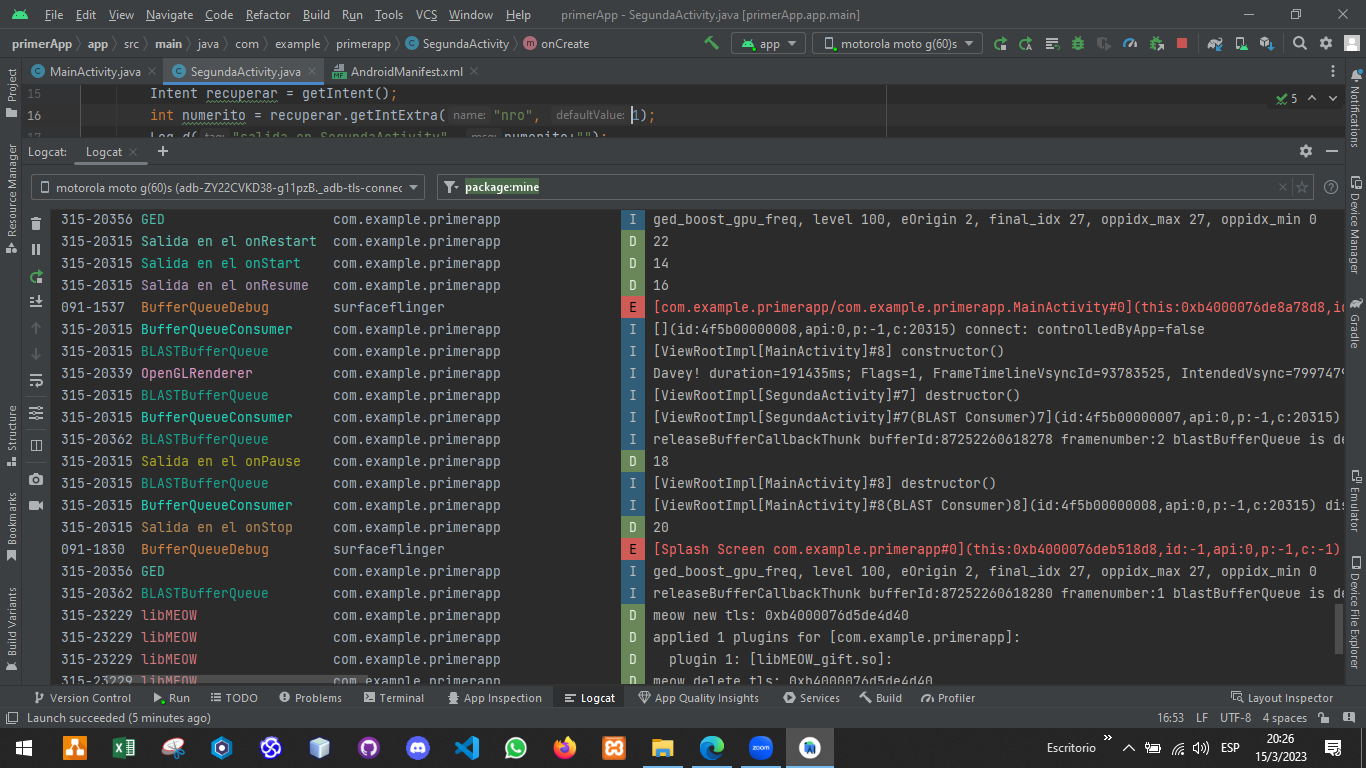 File Edit View Navigate Code Refactor Build Run Tools VCS Window Help primerApp - SegundaActivity.java [primerApp.app.main]
primerApp app src main java com example primerapp SegundaActivity onCreate app motorola moto g(60)s
MainActivity.java SegundaActivity.java AndroidManifest.xml
15 Intent recuperar = getIntent();
16 int numerito = recuperar.getIntExtra( name: "nro", defaultValue: 1);
5
17 Log.d( tag: "salida en SegundaActivity", msg: numerito+"");
Logcat: Logcat
motorola moto g(60)s (adb-ZY22CVKD38-g11pzB._adb-tls-connec package:mine
315-20356 GED com.example.primerapp I ged_boost_gpu_freq, level 100, eOrigin 2, final_idx 27, oppidx_max 27, oppidx_min 0
315-20315 Salida en el onRestart com.example.primerapp D 22
315-20315 Salida en el onStart com.example.primerapp D 14
315-20315 Salida en el onResume com.example.primerapp D 16
091-1537 BufferQueueDebug surfaceflinger E [com.example.primerapp/com.example.primerapp.MainActivity#0](this:0xb4000076de8a78d8,id
315-20315 BufferQueueConsumer com.example.primerapp I [](id:4f5b00000008,api:0,p:-1,c:20315) connect: controlledByApp=false
315-20315 BLASTBufferQueue com.example.primerapp I [ViewRootImpl[MainActivity]#8] constructor()
315-20339 OpenGLRenderer com.example.primerapp I Davey! duration=191435ms; Flags=1, FrameTimelineVsyncId=93783525, IntendedVsync=7997479
315-20315 BLASTBufferQueue com.example.primerapp I [ViewRootImpl[SegundaActivity]#7] destructor()
315-20315 BufferQueueConsumer com.example.primerapp I [ViewRootImpl[SegundaActivity]#7(BLAST Consumer)7](id:4f5b00000007,api:0,p:-1,c:20315)
315-20362 BLASTBufferQueue com.example.primerapp I releaseBufferCallbackThunk bufferId:87252260618278 framenumber:2 blastBufferQueue is de
315-20315 Salida en el onPause com.example.primerapp D 18
315-20315 BLASTBufferQueue com.example.primerapp I [ViewRootImpl[MainActivity]#8] destructor()
315-20315 BufferQueueConsumer com.example.primerapp I [ViewRootImpl[MainActivity]#8(BLAST Consumer)8](id:4f5b00000008,api:0,p:-1,c:20315) dis
315-20315 Salida en el onStop com.example.primerapp D 20
091-1830 BufferQueueDebug surfaceflinger E [Splash Screen com.example.primerapp#0](this:0xb4000076deb518d8,id:-1,api:0,p:-1,c:-1)
315-20356 GED com.example.primerapp I ged_boost_gpu_freq, level 100, eOrigin 2, final_idx 27, oppidx_max 27, oppidx_min 0
315-20362 BLASTBufferQueue com.example.primerapp I releaseBufferCallbackThunk bufferId:87252260618280 framenumber:1 blastBufferQueue is de
315-23229 libMEOW com.example.primerapp D meow new tls: 0xb4000076d5de4d40
315-23229 libMEOW com.example.primerapp D applied 1 plugins for [com.example.primerapp]:
315-23229 libMEOW com.example.primerapp D plugin 1: [libMEOW_gift.so]:
315-23229 libMEOW com.example.primerapp D meow delete tls: 0xb4000076d5de4d40
Project
Resource Manager
Structure
Bookmarks
Build Variants
Notifications
Device Manager
Gradle
Emulator
Device File Explorer
Version Control Run TODO Problems Terminal App Inspection Logcat App Quality Insights Services Build Profiler Layout Inspector
Launch succeeded (5 minutes ago) 16:53 LF UTF-8 4 spaces
zoom
Escritorio ESP
20:26
15/3/2023